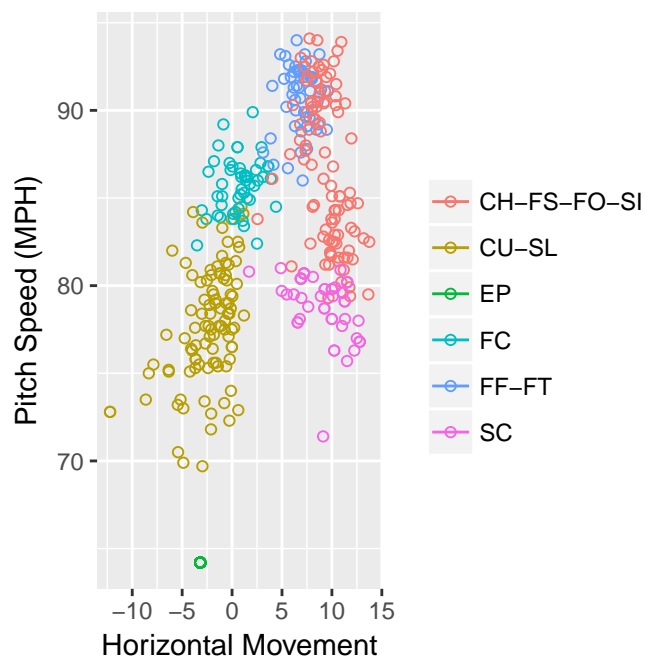 90
80
70
Pitch Speed (MPH)
−10 −5 0 5 10 15
Horizontal Movement
CH−FS−FO−SI
CU−SL
EP
FC
FF−FT
SC